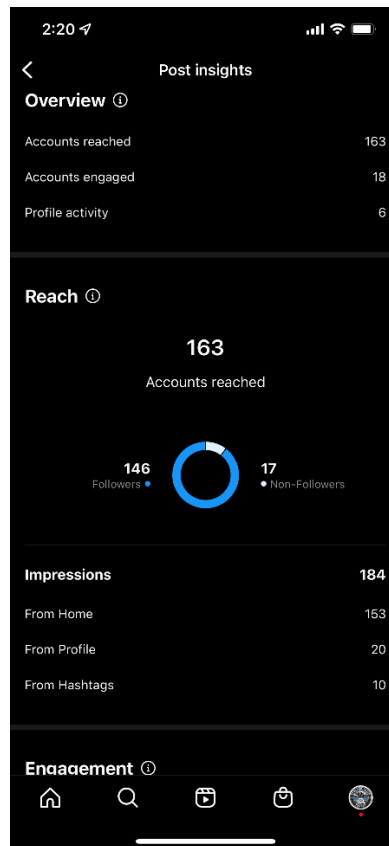 2:20
Post insights
Overview
Accounts reached 163
Accounts engaged 18
Profile activity 6
Reach
163
Accounts reached
146 17
Followers Non-Followers
Impressions 184
From Home 153
From Profile 20
From Hashtags 10
Engagement